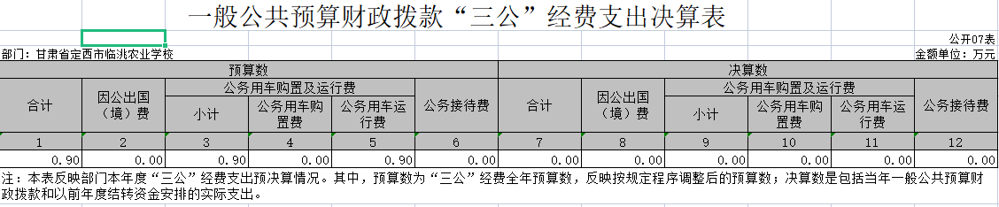 一般公共预算财政拨款“三公”经费支出决算表
公开07表
部门：甘肃省定西市临洮农业学校 金额单位：万元
预算数 决算数
合计 因公出国（境）费 公务用车购置及运行费 公务接待费 合计 因公出国（境）费 公务用车购置及运行费 公务接待费
小计 公务用车购置费 公务用车运行费 小计 公务用车购置费 公务用车运行费
1 2 3 4 5 6 7 8 9 10 11 12
0.90 0.00 0.90 0.00 0.90 0.00 0.00 0.00 0.00 0.00 0.00 0.00
注：本表反映部门本年度“三公”经费支出预决算情况。其中，预算数为“三公”经费全年预算数，反映按规定程序调整后的预算数；决算数是包括当年一般公共预算财
政拨款和以前年度结转资金安排的实际支出。